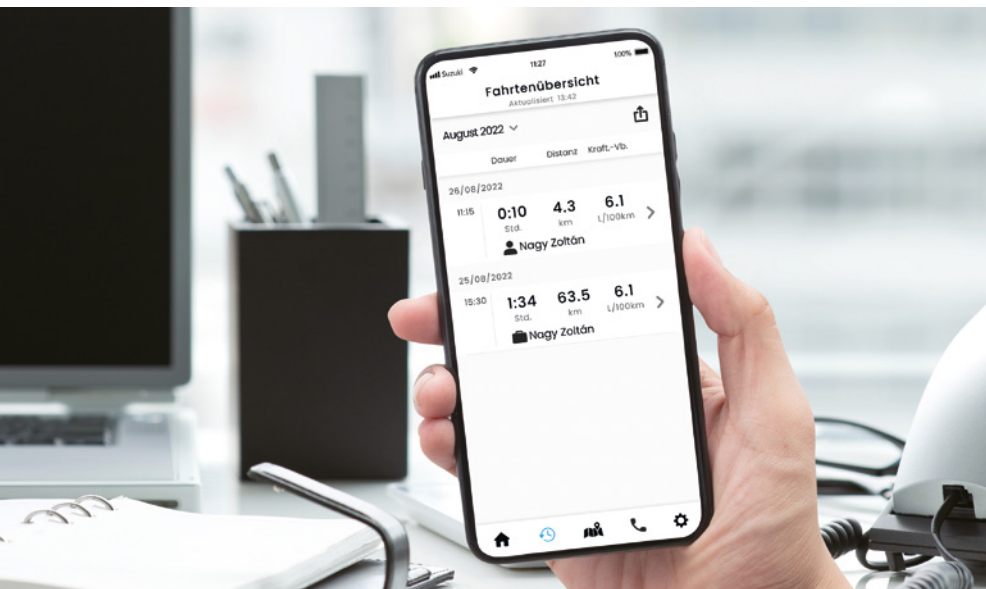 Suzuki 11:27 100%
Fahrtenübersicht
Aktualisiert 13:42
August 2022
Dauer Distanz Kraft.-Vb.
26/08/2022
11:15 0:10 4.3 6.1
Std. km L/100km
Nagy Zoltán
25/08/2022
15:30 1:34 63.5 6.1
Std. km L/100km
Nagy Zoltán